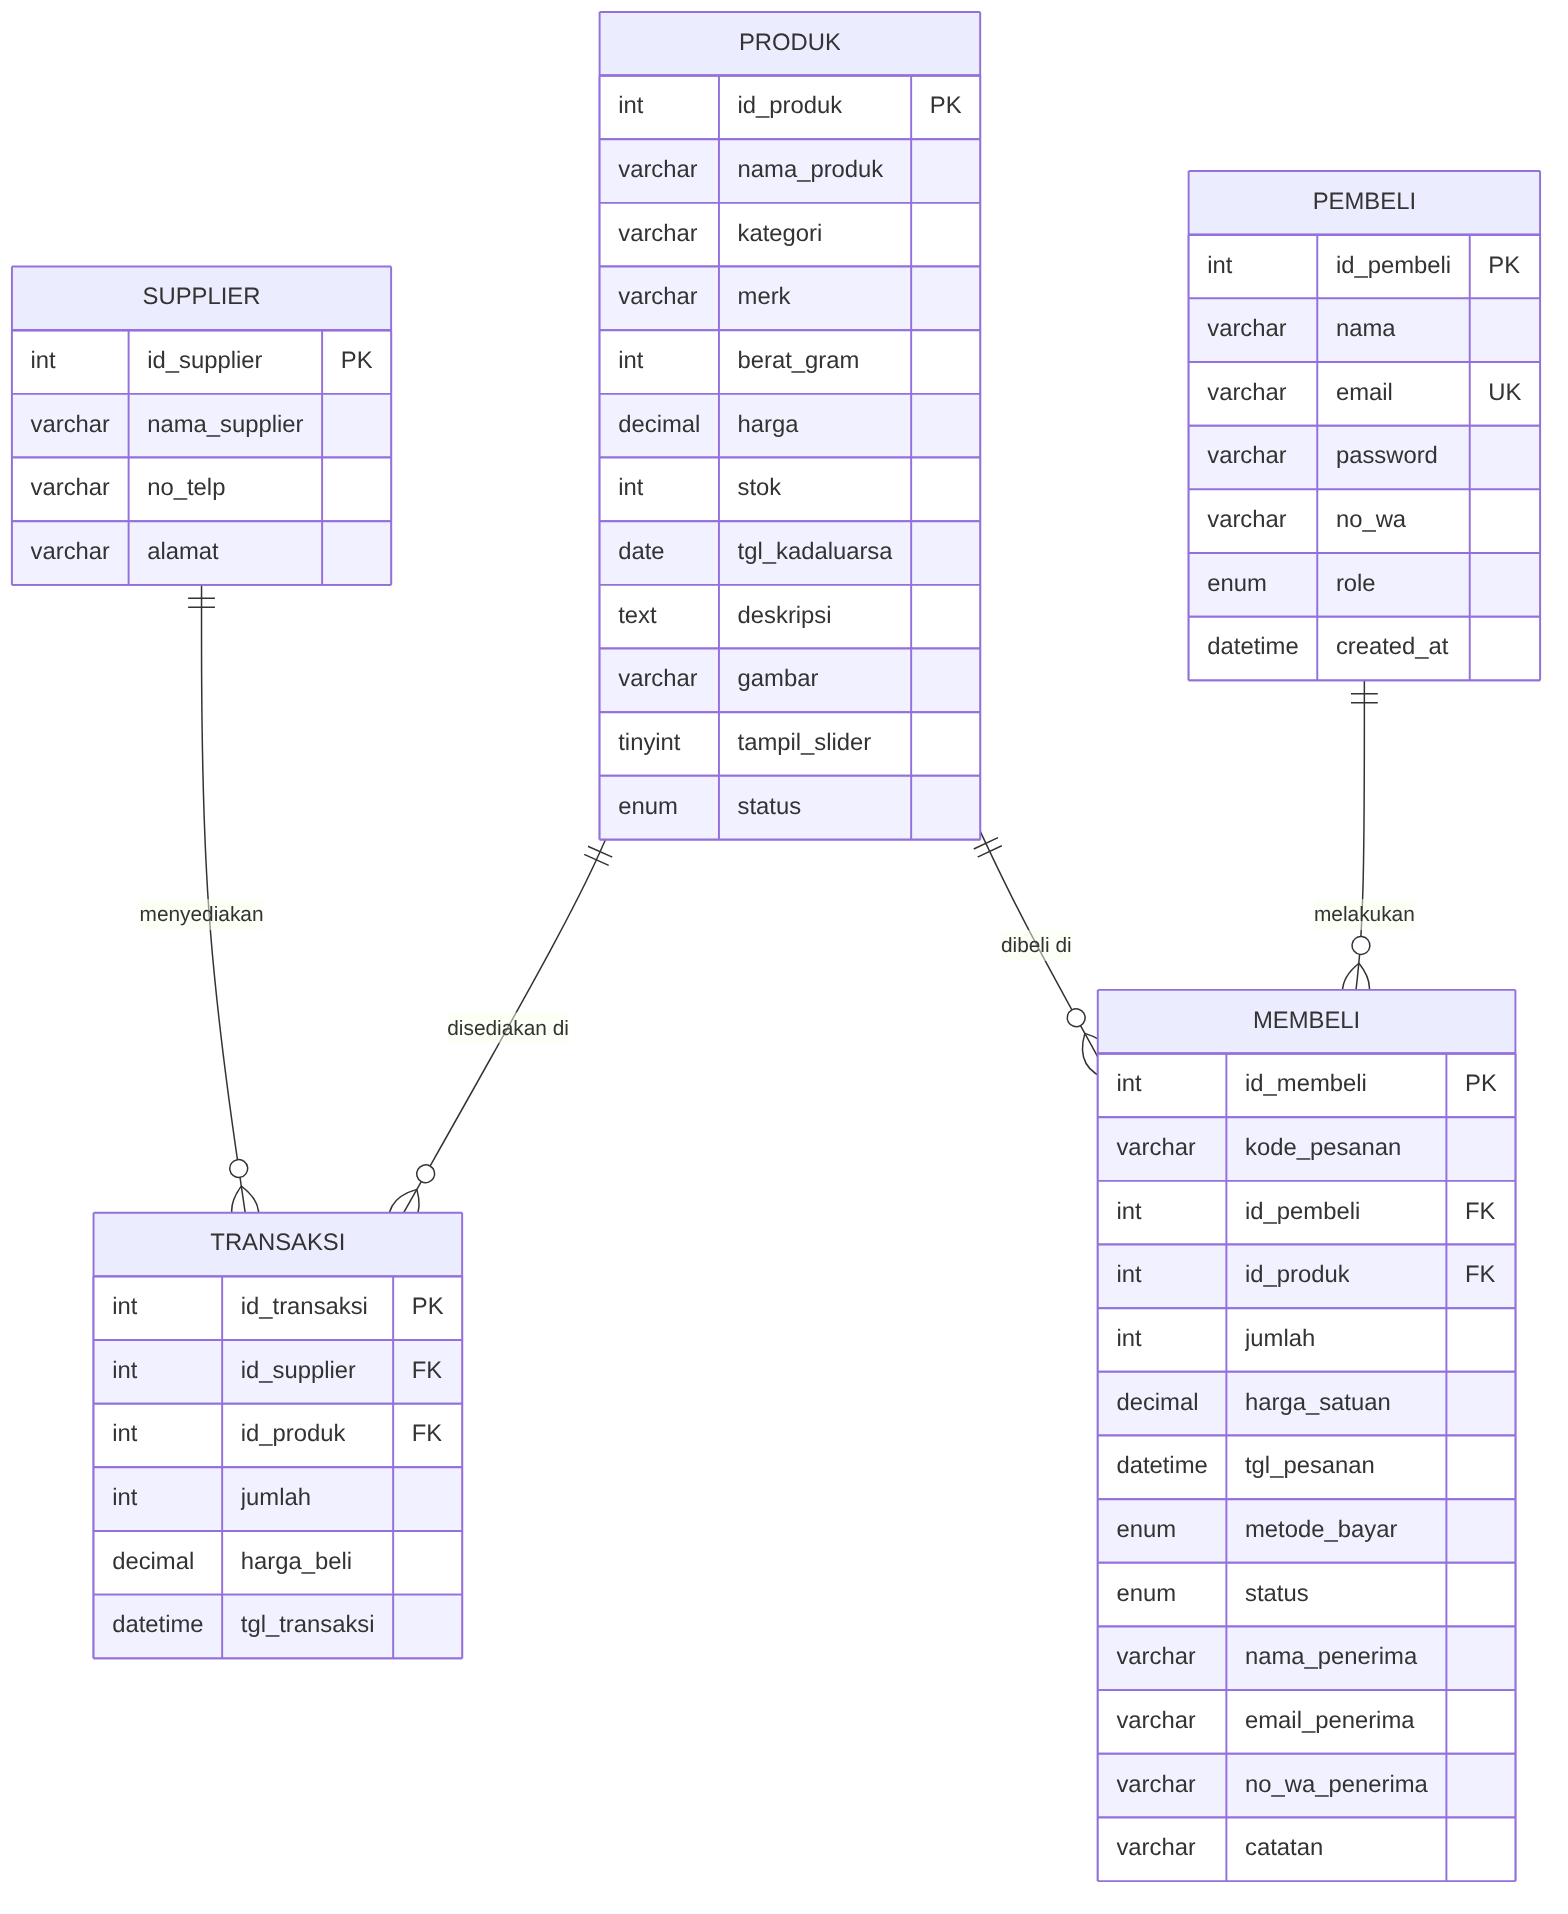 PRODUK
int id_produk PK
varchar nama_produk
varchar kategori
varchar merk
int berat_gram
decimal harga
int stok
date tgl_kadaluarsa
text deskripsi
varchar gambar
tinyint tampil_slider
enum status
PEMBELI
int id_pembeli PK
varchar nama
varchar email UK
varchar password
varchar no_wa
enum role
datetime created_at
SUPPLIER
int id_supplier PK
varchar nama_supplier
varchar no_telp
varchar alamat
menyediakan
disediakan di
dibeli di
melakukan
TRANSAKSI
int id_transaksi PK
int id_supplier FK
int id_produk FK
int jumlah
decimal harga_beli
datetime tgl_transaksi
MEMBELI
int id_membeli PK
varchar kode_pesanan
int id_pembeli FK
int id_produk FK
int jumlah
decimal harga_satuan
datetime tgl_pesanan
enum metode_bayar
enum status
varchar nama_penerima
varchar email_penerima
varchar no_wa_penerima
varchar catatan